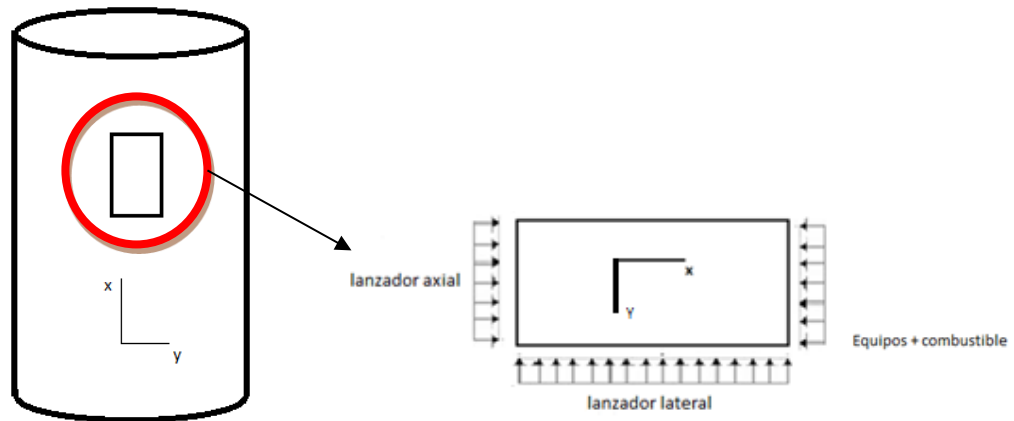 x
y
lanzador axial
x
Y
Equipos + combustible
lanzador lateral